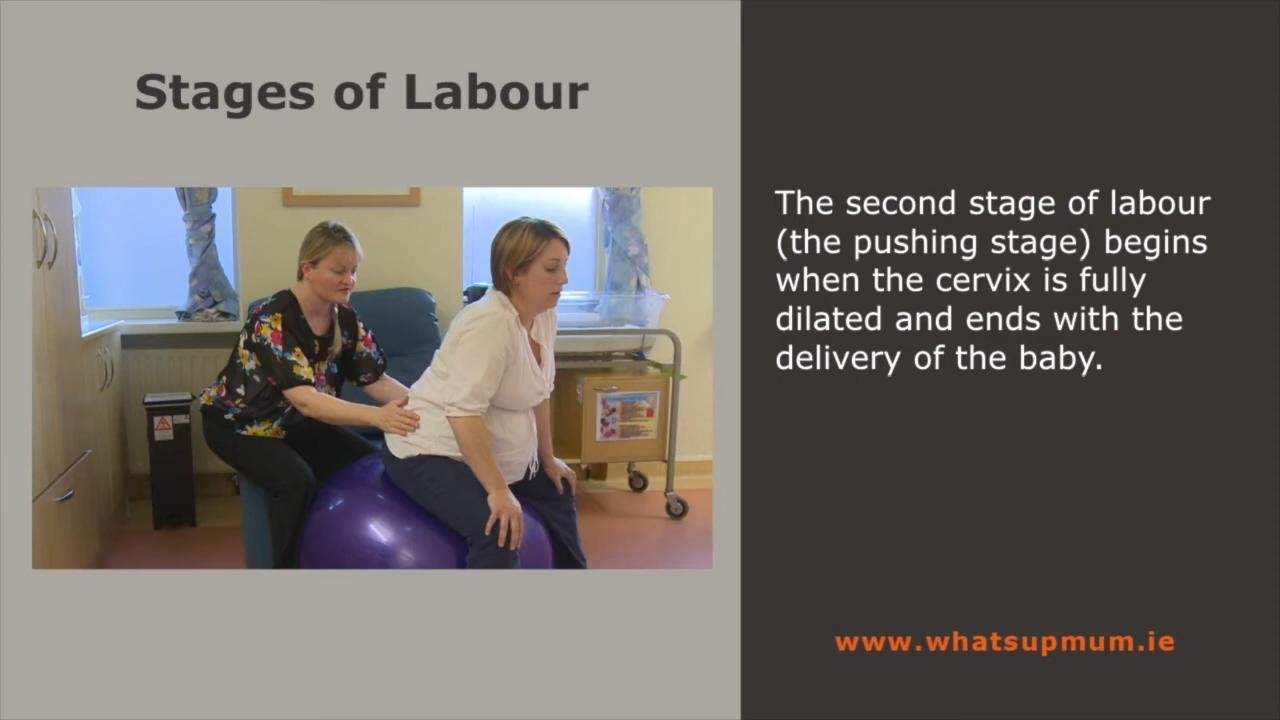 Stages of Labour
The second stage of labour
(the pushing stage) begins
when the cervix is fully
dilated and ends with the
delivery of the baby.
www.whatsupmum.ie